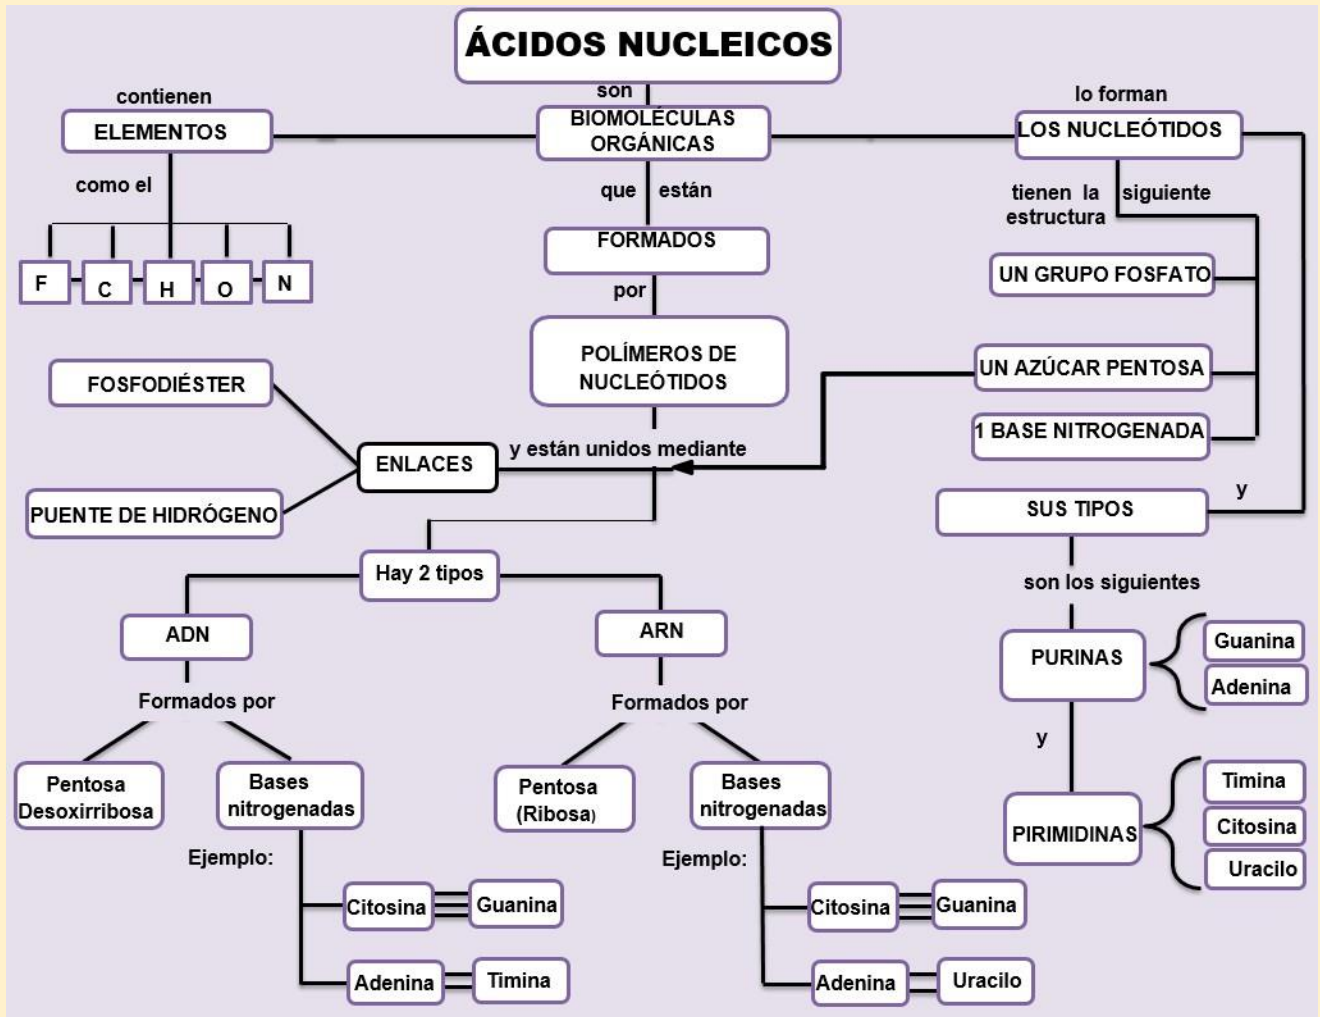 ÁCIDOS NUCLEICOS
son
contienen
lo forman
ELEMENTOS
BIOMOLÉCULAS
ORGÁNICAS
LOS NUCLEÓTIDOS
como el
que están
tienen la siguiente
estructura
F C H O N
FORMADOS
UN GRUPO FOSFATO
por
POLÍMEROS DE
NUCLEÓTIDOS
UN AZÚCAR PENTOSA
FOSFODIÉSTER
1 BASE NITROGENADA
y están unidos mediante
ENLACES
PUENTE DE HIDRÓGENO
y
SUS TIPOS
Hay 2 tipos
son los siguientes
ADN
ARN
PURINAS
Guanina
Adenina
Formados por
Formados por
y
Pentosa
Desoxirribosa
Bases
nitrogenadas
Pentosa
(Ribosa)
Bases
nitrogenadas
PIRIMIDINAS
Timina
Citosina
Uracilo
Ejemplo:
Ejemplo:
Citosina Guanina
Citosina Guanina
Adenina Timina
Adenina Uracilo